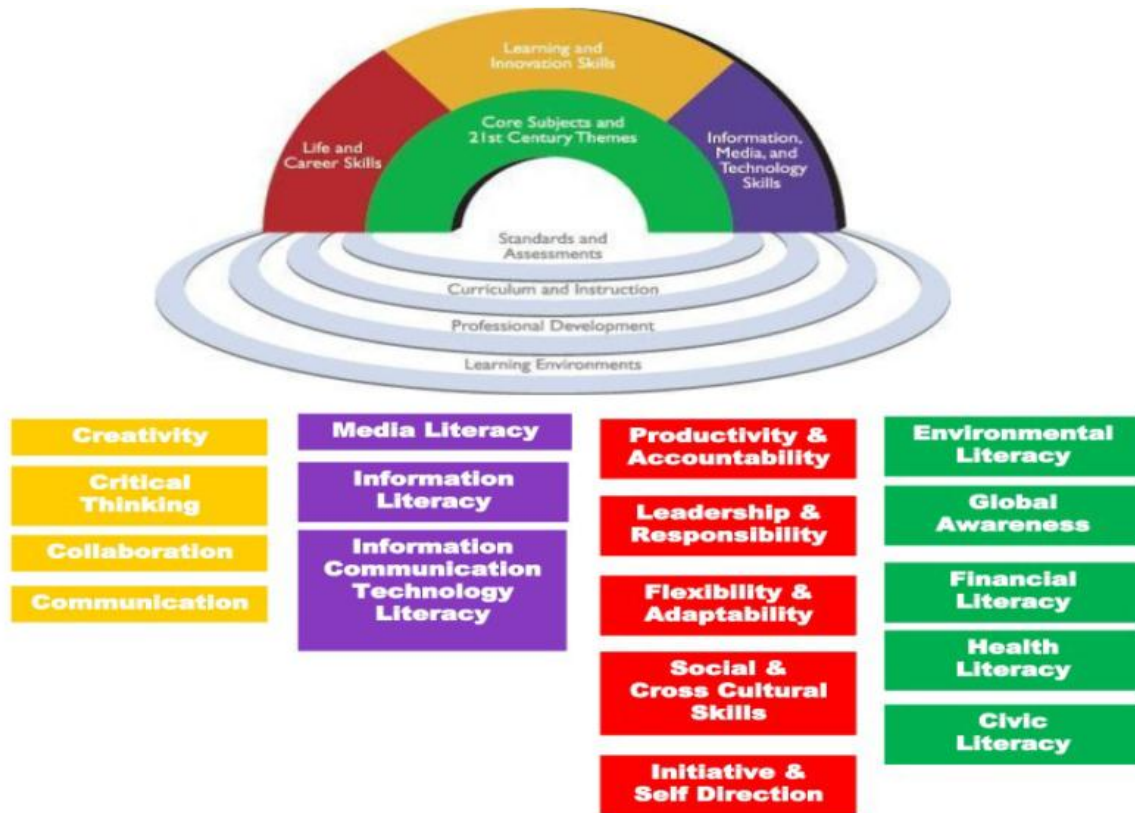 Learning and
Innovation Skills
Core Subjects and
21st Century Themes
Life and
Career Skills
Information,
Media, and
Technology
Skills
Standards and
Assessments
Curriculum and Instruction
Professional Development
Learning Environments
Creativity
Critical
Thinking
Collaboration
Communication
Media Literacy
Information
Literacy
Information
Communication
Technology
Literacy
Productivity &
Accountability
Leadership &
Responsibility
Flexibility &
Adaptability
Social &
Cross Cultural
Skills
Initiative &
Self Direction
Environmental
Literacy
Global
Awareness
Financial
Literacy
Health
Literacy
Civic
Literacy